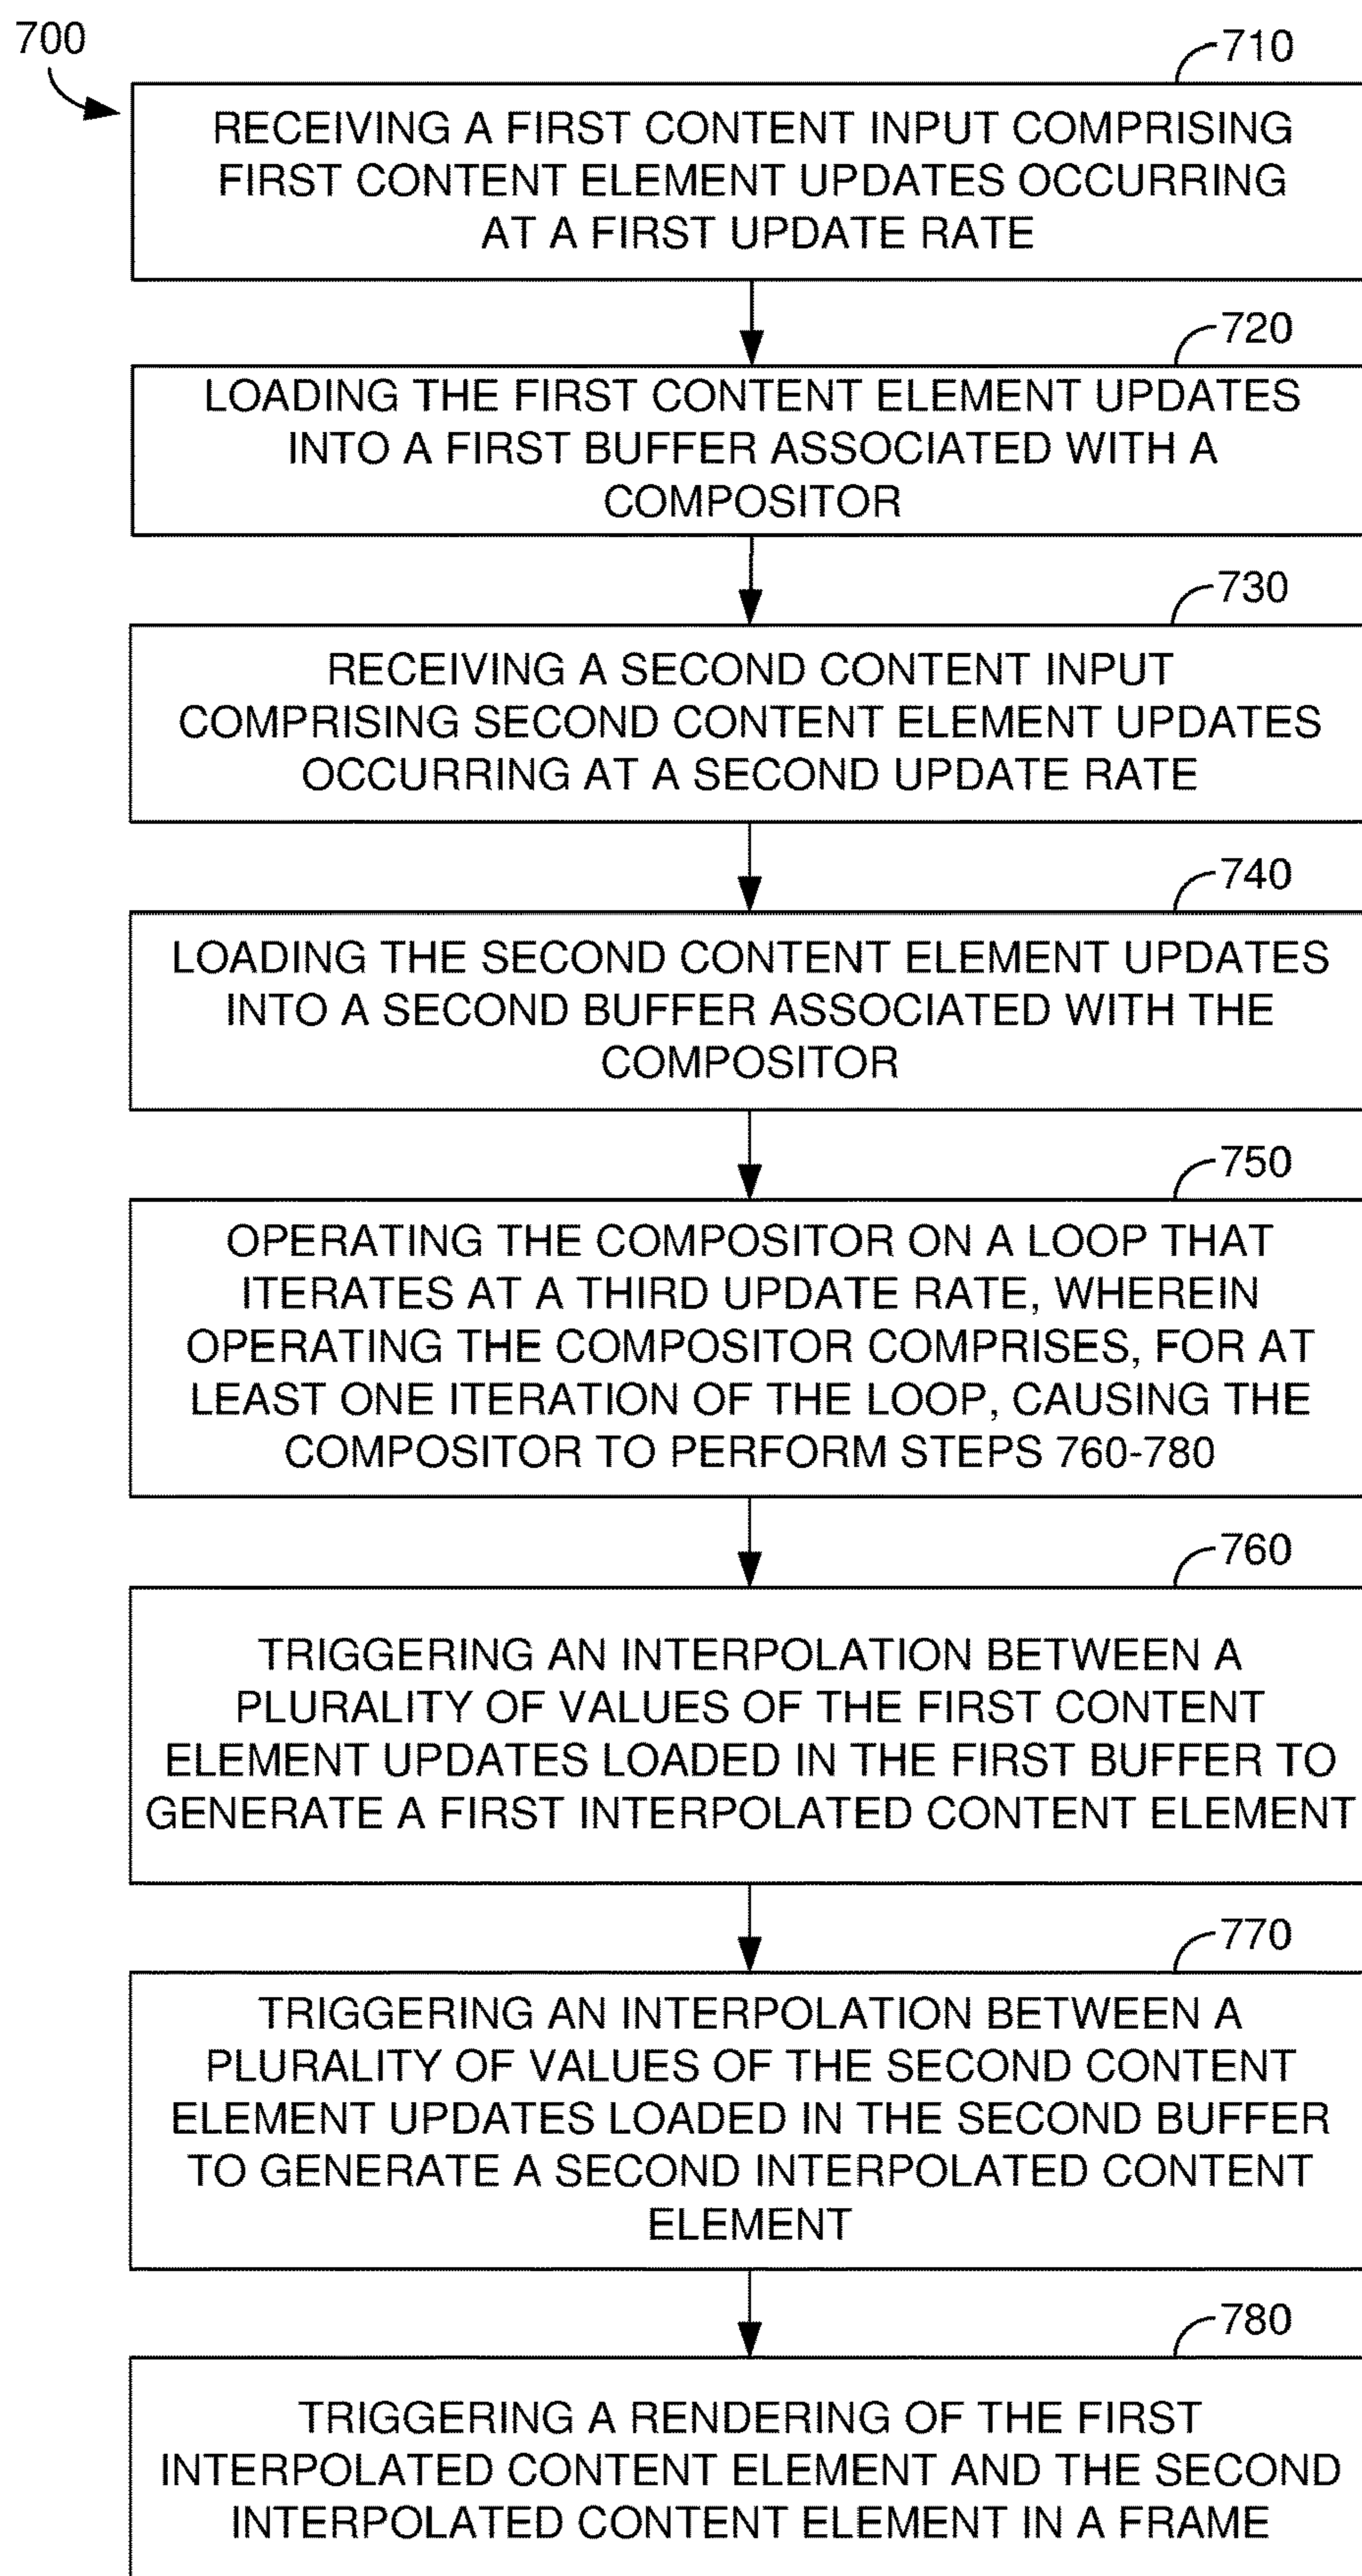 700
710
RECEIVING A FIRST CONTENT INPUT COMPRISING
FIRST CONTENT ELEMENT UPDATES OCCURRING
AT A FIRST UPDATE RATE
720
LOADING THE FIRST CONTENT ELEMENT UPDATES
INTO A FIRST BUFFER ASSOCIATED WITH A
COMPOSITOR
730
RECEIVING A SECOND CONTENT INPUT
COMPRISING SECOND CONTENT ELEMENT UPDATES
OCCURRING AT A SECOND UPDATE RATE
740
LOADING THE SECOND CONTENT ELEMENT UPDATES
INTO A SECOND BUFFER ASSOCIATED WITH THE
COMPOSITOR
750
OPERATING THE COMPOSITOR ON A LOOP THAT
ITERATES AT A THIRD UPDATE RATE, WHEREIN
OPERATING THE COMPOSITOR COMPRISES, FOR AT
LEAST ONE ITERATION OF THE LOOP, CAUSING THE
COMPOSITOR TO PERFORM STEPS 760-780
760
TRIGGERING AN INTERPOLATION BETWEEN A
PLURALITY OF VALUES OF THE FIRST CONTENT
ELEMENT UPDATES LOADED IN THE FIRST BUFFER TO
GENERATE A FIRST INTERPOLATED CONTENT ELEMENT
770
TRIGGERING AN INTERPOLATION BETWEEN A
PLURALITY OF VALUES OF THE SECOND CONTENT
ELEMENT UPDATES LOADED IN THE SECOND BUFFER
TO GENERATE A SECOND INTERPOLATED CONTENT
ELEMENT
780
TRIGGERING A RENDERING OF THE FIRST
INTERPOLATED CONTENT ELEMENT AND THE SECOND
INTERPOLATED CONTENT ELEMENT IN A FRAME